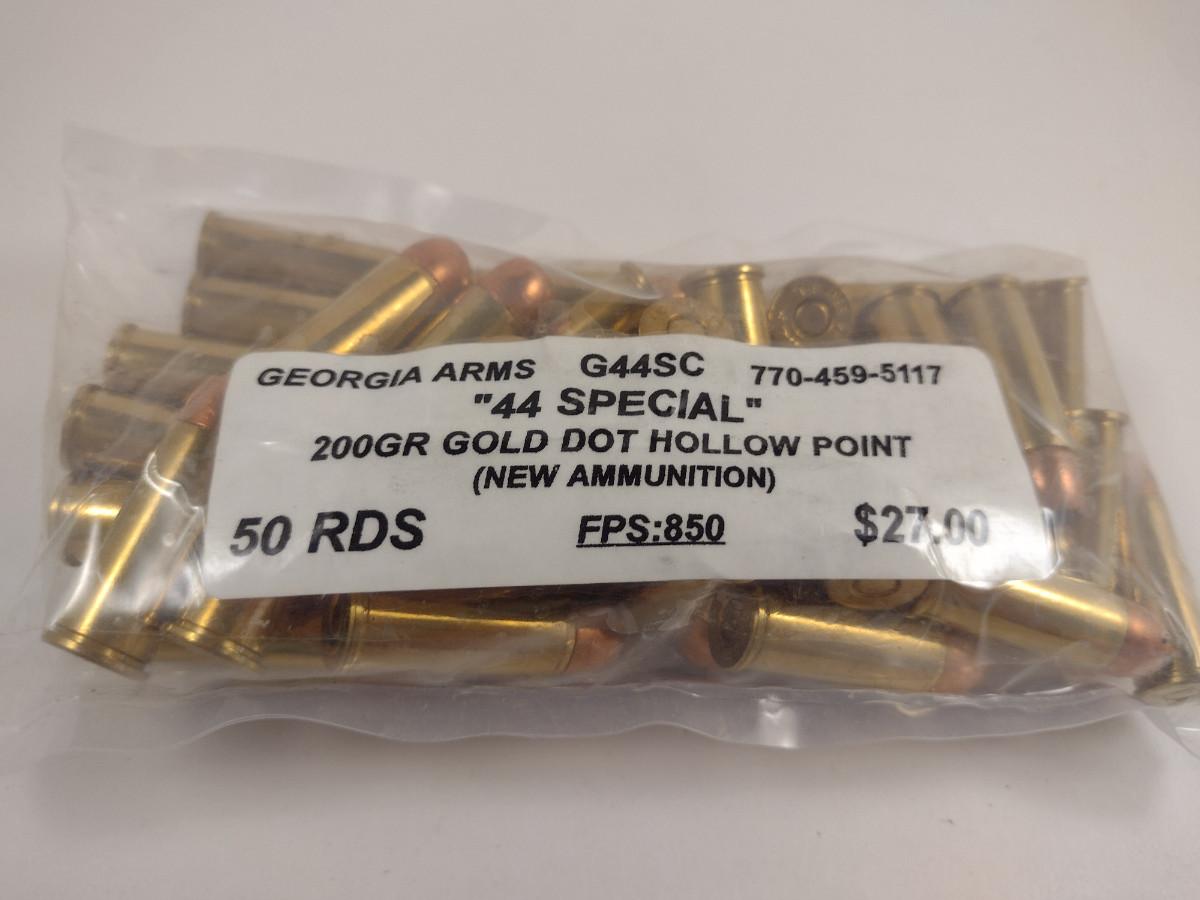 GEORGIA ARMS G44SC 770-459-5117
"44 SPECIAL"
200GR GOLD DOT HOLLOW POINT
(NEW AMMUNITION)
50 RDS FPS:850 $27.00